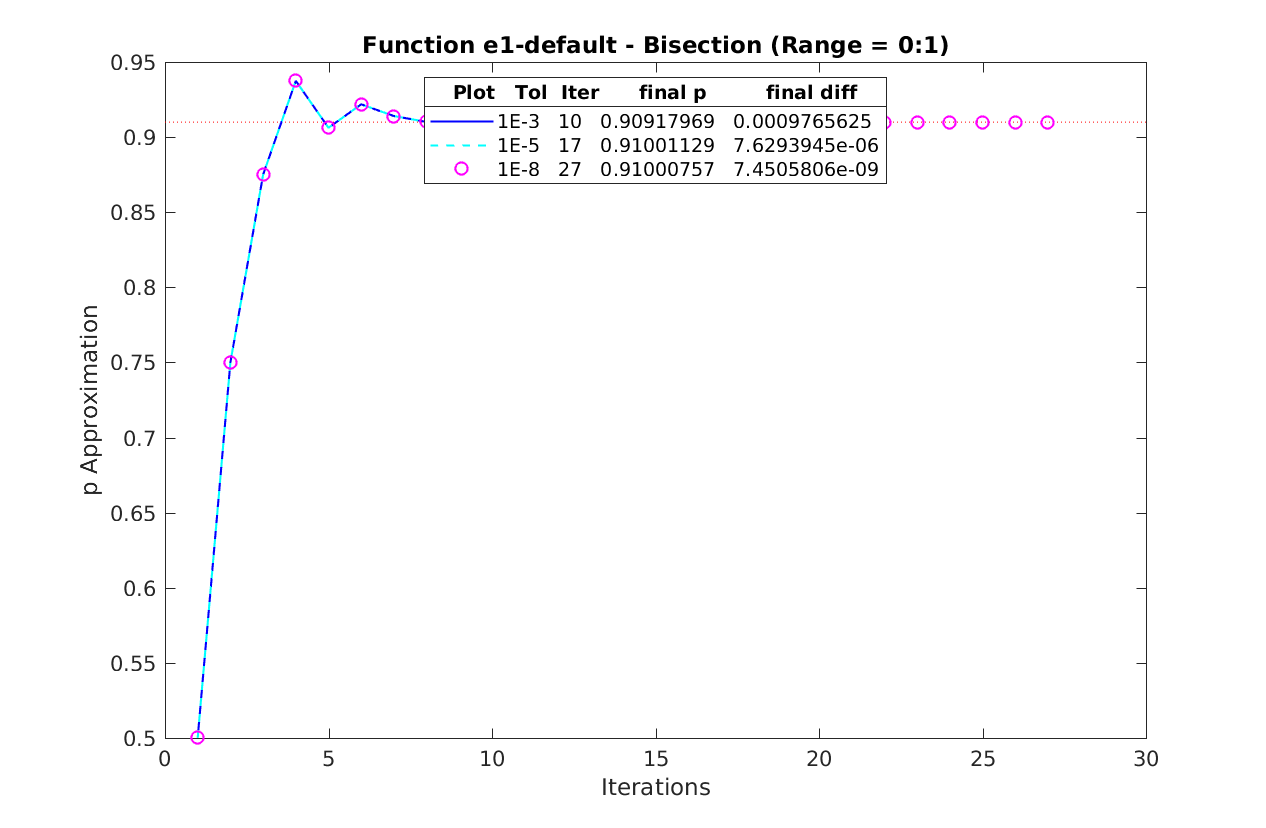 Function e1-default - Bisection (Range = 0:1)
Plot Tol Iter final p final diff
1E-3 10 0.90917969 0.0009765625
1E-5 17 0.91001129 7.6293945e-06
1E-8 27 0.91000757 7.4505806e-09
0.95
0.9
0.85
0.8
0.75
0.7
0.65
0.6
0.55
0.5
p Approximation
0 5 10 15 20 25 30
Iterations